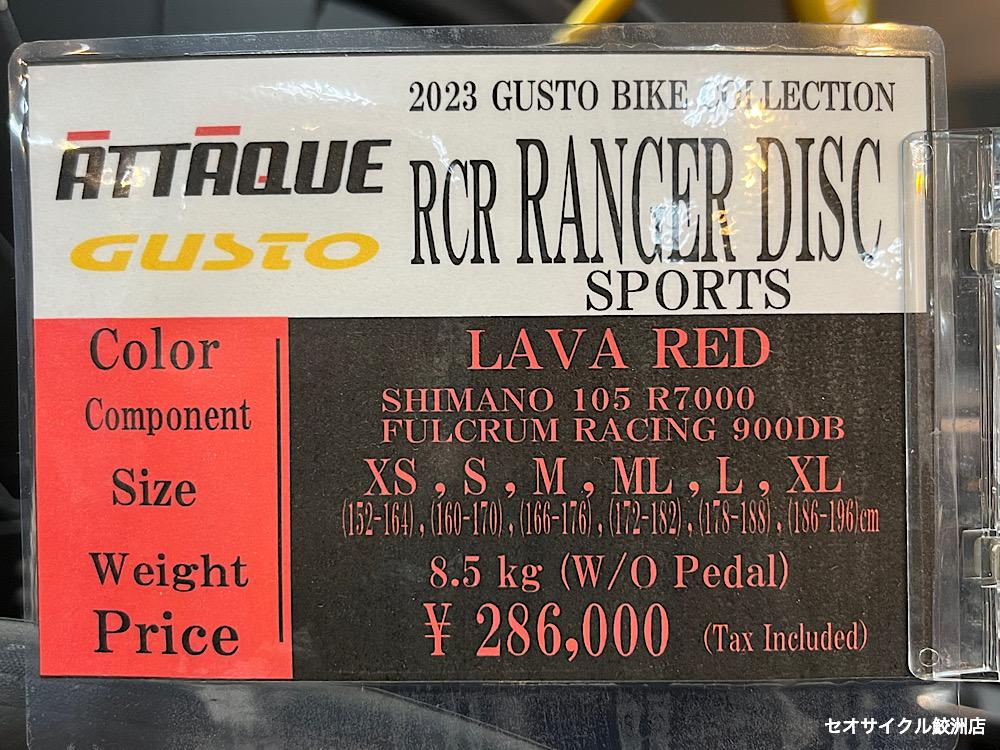 2023 GUSTO BIKE COLLECTION
ATTAQUE
GUSTO
RCR RANGER DISC
SPORTS
Color LAVA RED
Component SHIMANO 105 R7000
FULCRUM RACING 900DB
Size XS , S , M , ML , L , XL
(152-164) , (160-170) , (166-176) , (172-182) , (178-188) , (186-196)cm
Weight 8.5 kg (W/O Pedal)
Price ¥ 286,000 (Tax Included)
セオサイクル鮫洲店